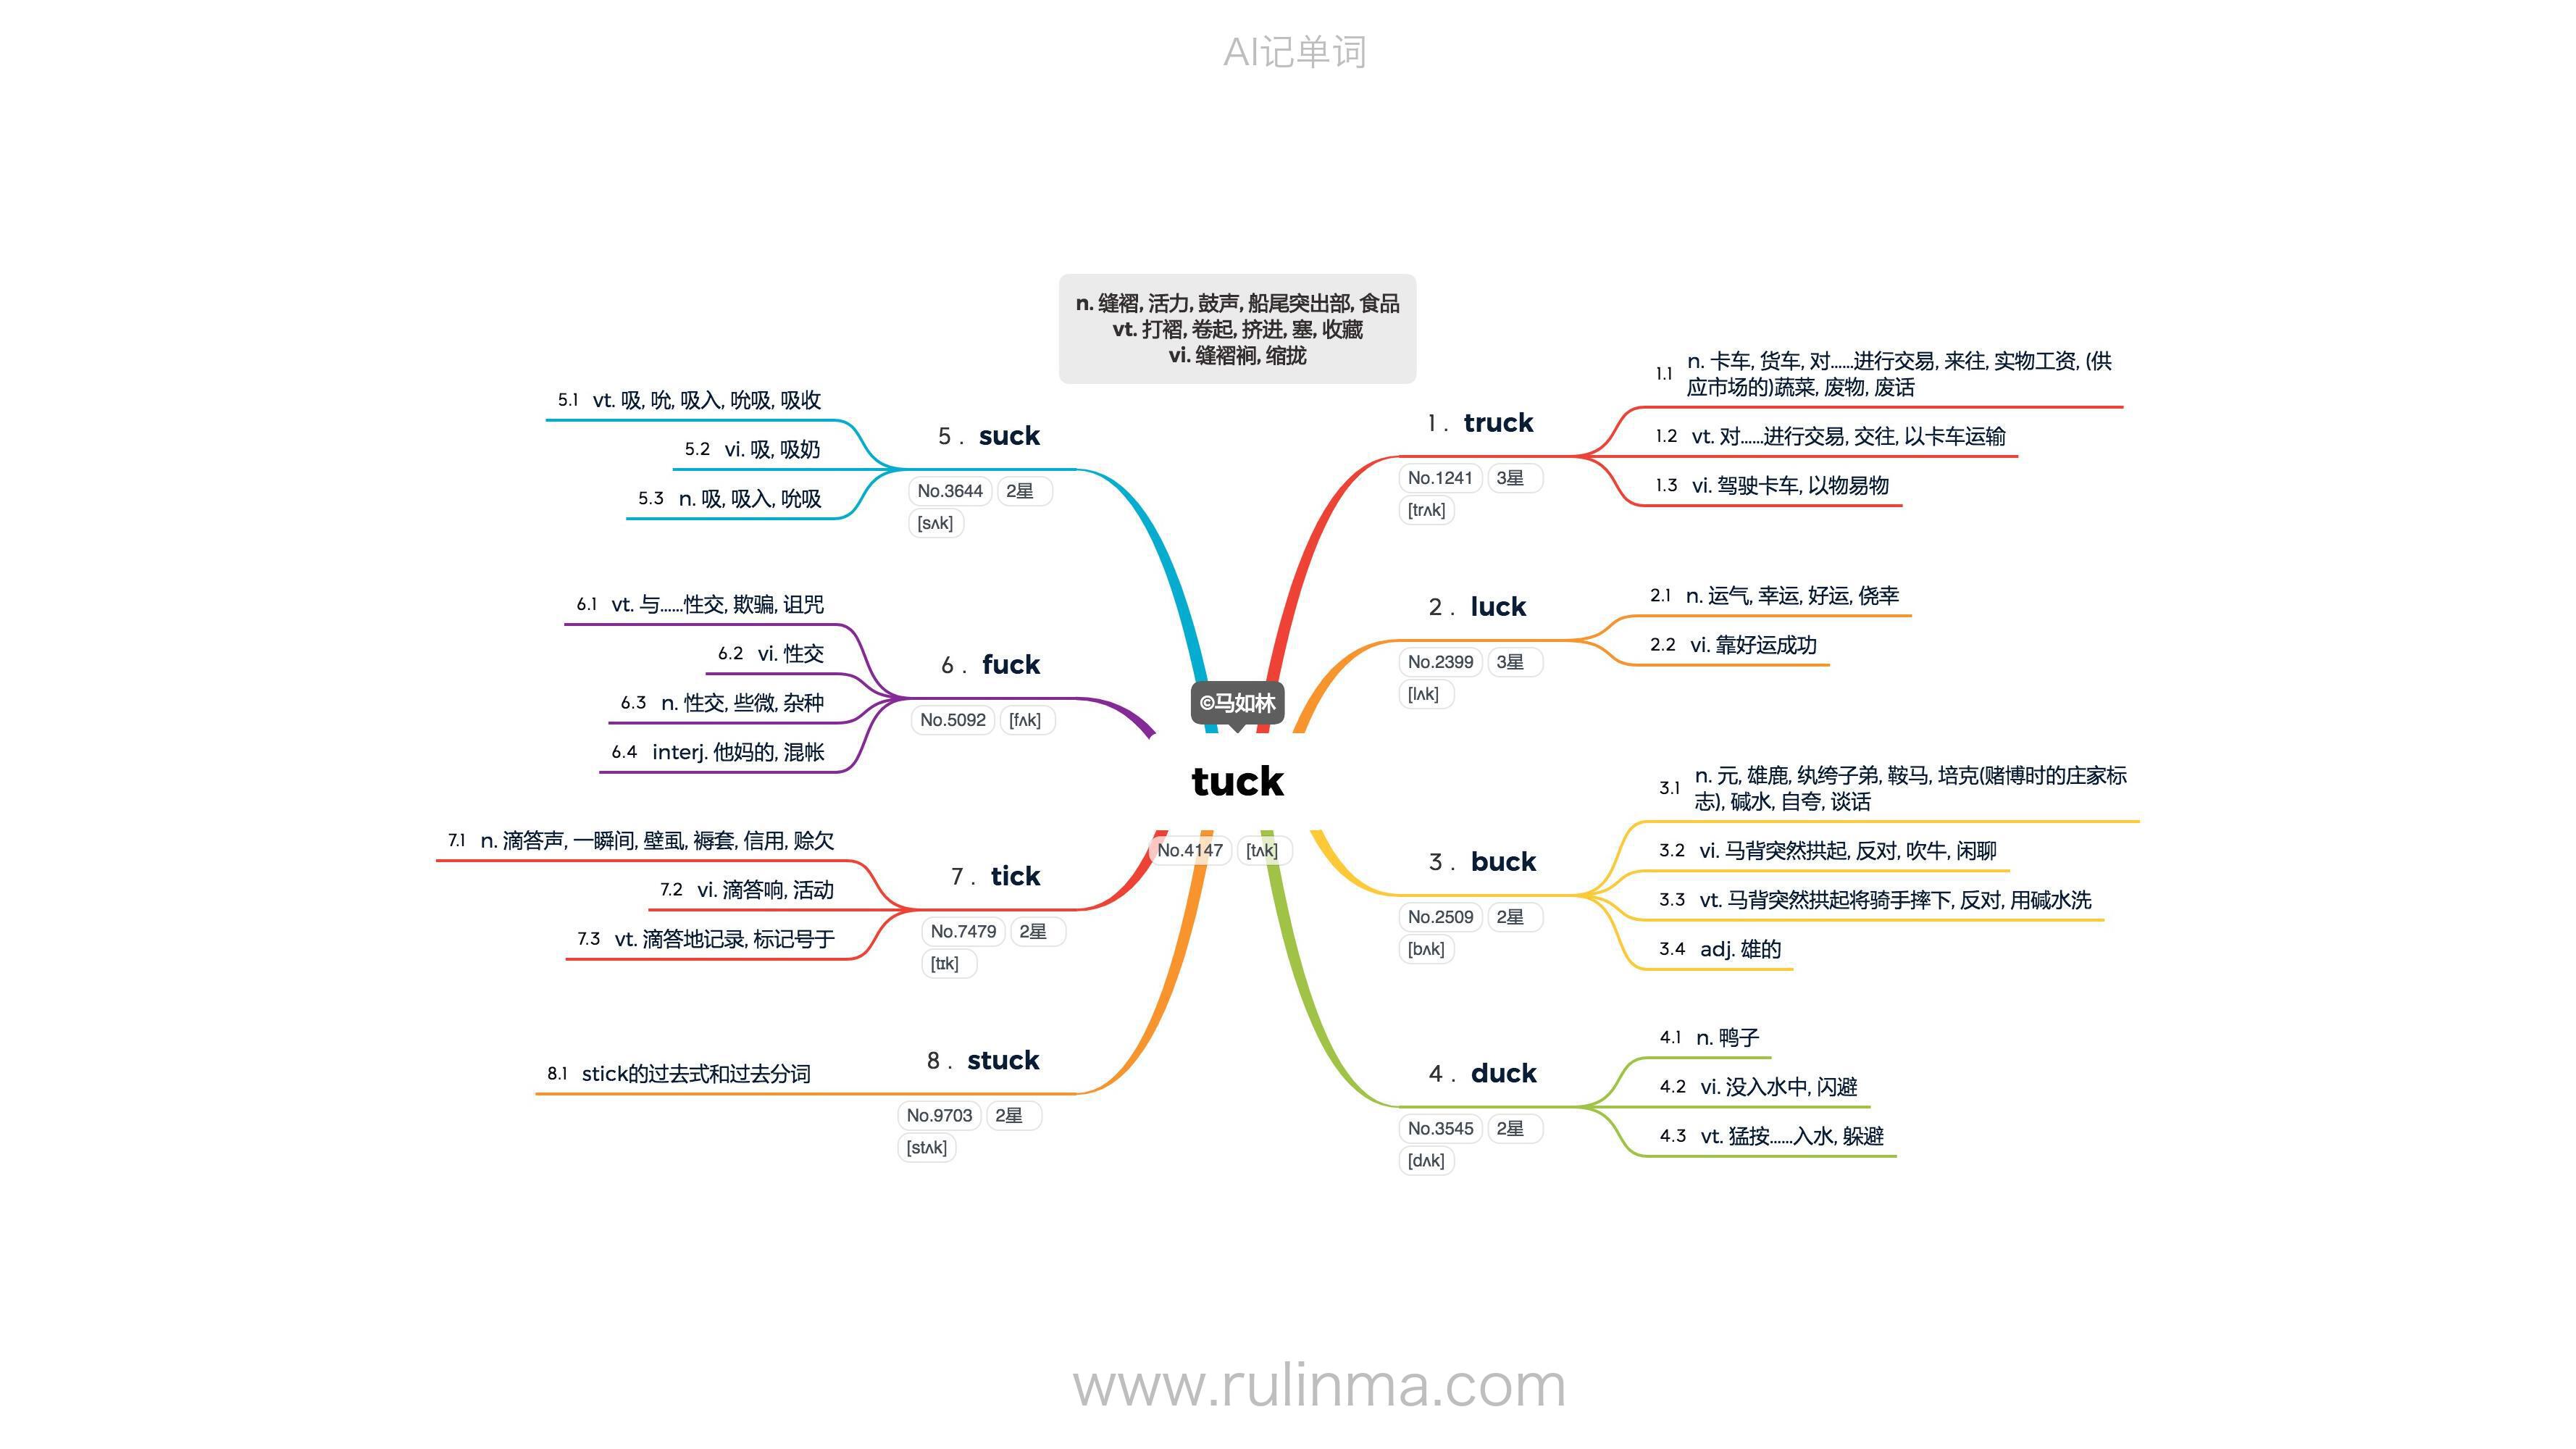 AI记单词
n. 缝褶, 活力, 鼓声, 船尾突出部, 食品
vt. 打褶, 卷起, 挤进, 塞, 收藏
vi. 缝褶裥, 缩拢
©马如林
tuck
No.4147 [tʌk]
1 . truck
No.1241 3星
[trʌk]
1.1 n. 卡车, 货车, 对......进行交易, 来往, 实物工资, (供
应市场的)蔬菜, 废物, 废话
1.2 vt. 对......进行交易, 交往, 以卡车运输
1.3 vi. 驾驶卡车, 以物易物
2 . luck
No.2399 3星
[lʌk]
2.1 n. 运气, 幸运, 好运, 侥幸
2.2 vi. 靠好运成功
3 . buck
No.2509 2星
[bʌk]
3.1 n. 元, 雄鹿, 纨绔子弟, 鞍马, 培克(赌博时的庄家标
志), 碱水, 自夸, 谈话
3.2 vi. 马背突然拱起, 反对, 吹牛, 闲聊
3.3 vt. 马背突然拱起将骑手摔下, 反对, 用碱水洗
3.4 adj. 雄的
4 . duck
No.3545 2星
[dʌk]
4.1 n. 鸭子
4.2 vi. 没入水中, 闪避
4.3 vt. 猛按......入水, 躲避
5 . suck
No.3644 2星
[sʌk]
5.1 vt. 吸, 吮, 吸入, 吮吸, 吸收
5.2 vi. 吸, 吸奶
5.3 n. 吸, 吸入, 吮吸
6 . fuck
No.5092 [fʌk]
6.1 vt. 与......性交, 欺骗, 诅咒
6.2 vi. 性交
6.3 n. 性交, 些微, 杂种
6.4 interj. 他妈的, 混帐
7 . tick
No.7479 2星
[tɪk]
7.1 n. 滴答声, 一瞬间, 壁虱, 褥套, 信用, 赊欠
7.2 vi. 滴答响, 活动
7.3 vt. 滴答地记录, 标记号于
8 . stuck
No.9703 2星
[stʌk]
8.1 stick的过去式和过去分词
www.rulinma.com